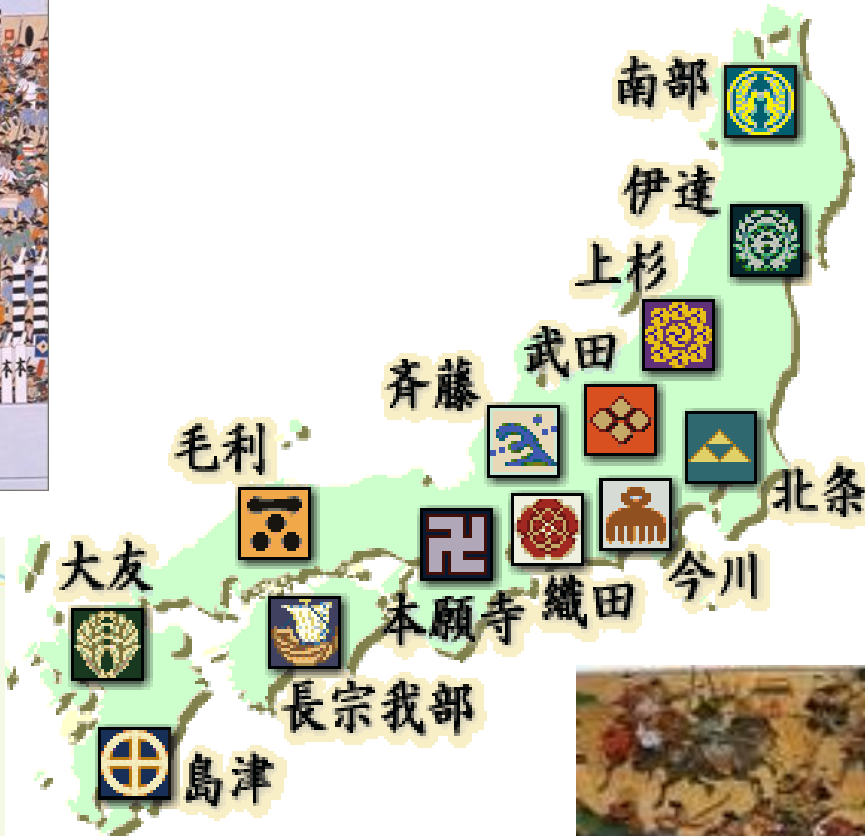 南部
伊達
上杉
武田
斉藤
毛利
北条
今川
織田
本願寺
大友
長宗我部
島津